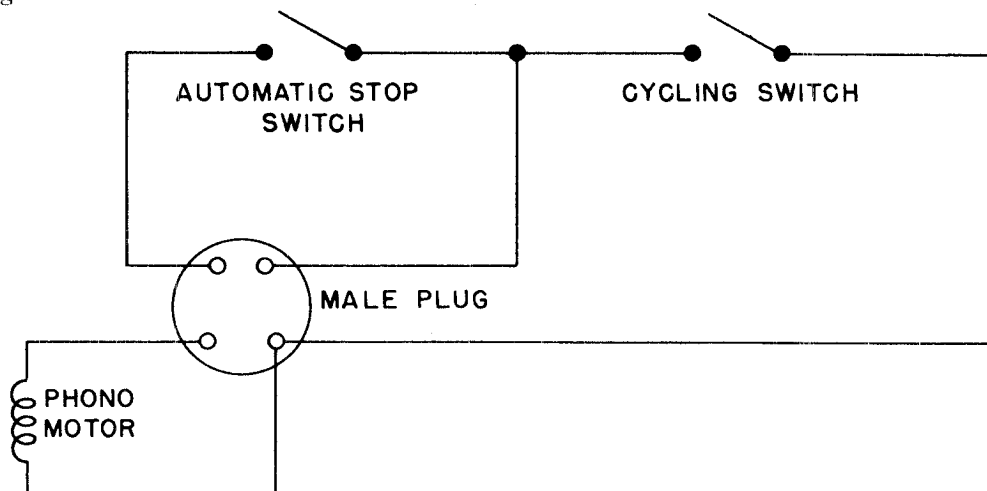 g
AUTOMATIC STOP
SWITCH
CYCLING SWITCH
MALE PLUG
PHONO
MOTOR